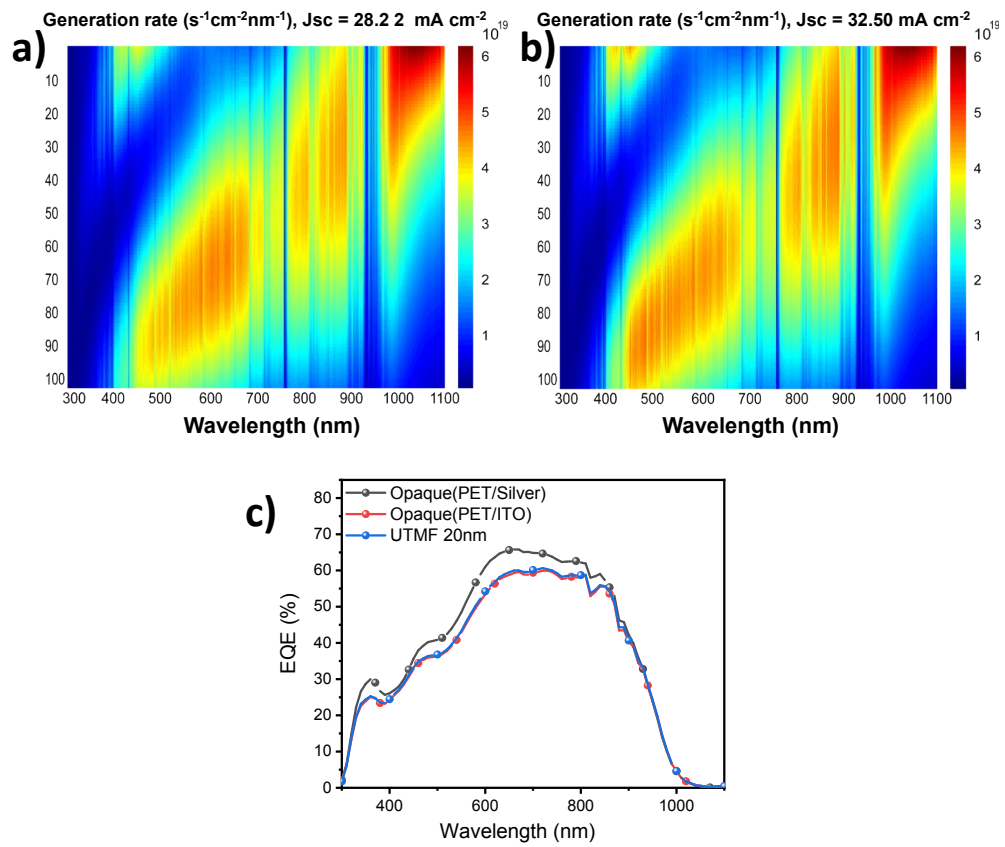 Generation rate (s⁻¹cm⁻²nm⁻¹), Jsc = 28.2 2 mA cm⁻²
a)
10¹⁹
6
5
4
3
2
1
10
20
30
40
50
60
70
80
90
100
300 400 500 600 700 800 900 1000 1100
Wavelength (nm)
Generation rate (s⁻¹cm⁻²nm⁻¹), Jsc = 32.50 mA cm⁻²
b)
10¹⁹
6
5
4
3
2
1
10
20
30
40
50
60
70
80
90
100
300 400 500 600 700 800 900 1000 1100
Wavelength (nm)
c)
Opaque(PET/Silver)
Opaque(PET/ITO)
UTMF 20nm
EQE (%)
80
70
60
50
40
30
20
10
0
400 600 800 1000
Wavelength (nm)